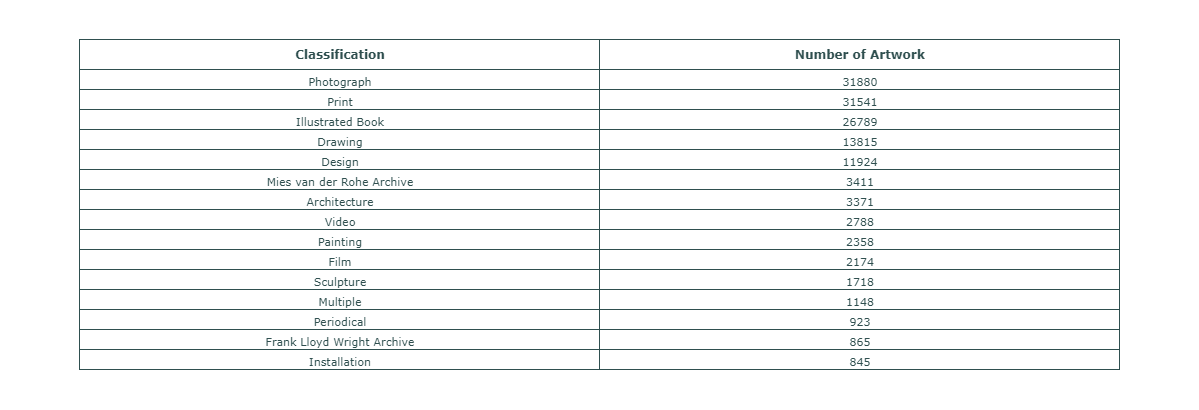 Classification Number of Artwork
Photograph 31880
Print 31541
Illustrated Book 26789
Drawing 13815
Design 11924
Mies van der Rohe Archive 3411
Architecture 3371
Video 2788
Painting 2358
Film 2174
Sculpture 1718
Multiple 1148
Periodical 923
Frank Lloyd Wright Archive 865
Installation 845